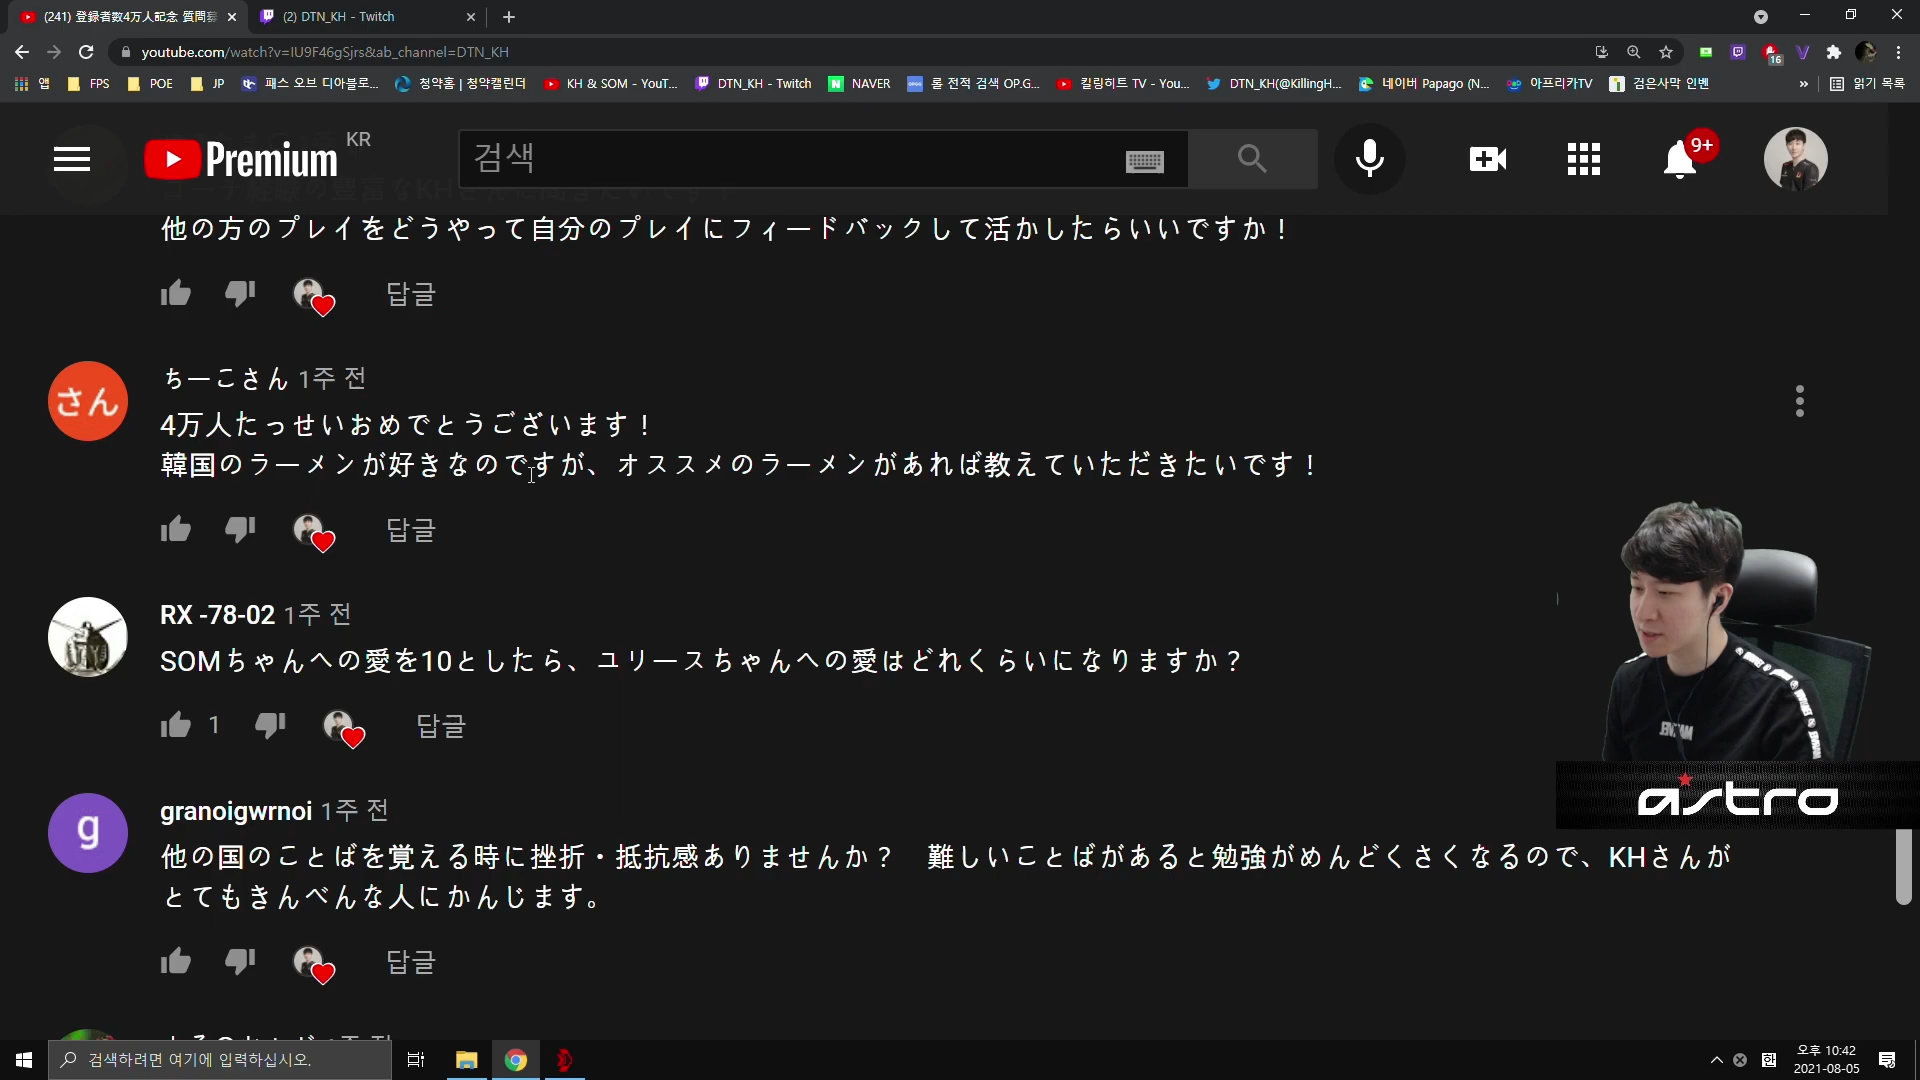 (241) 登録者数4万人記念 質問
(2) DTN_KH - Twitch
youtube.com/watch?v=IU9F46gSjrs&ab_channel=DTN_KH
16
앱
FPS
POE
JP
패스 오브 디아블로...
청약홈 | 청약캘린더
KH & SOM - YouT...
DTN_KH - Twitch
NAVER
롤 전적 검색 OP.G...
킬링히트 TV - You...
DTN_KH(@KillingH...
네이버 Papago (N...
아프리카TV
검은사막 인벤
»
읽기 목록
Premium
KR
검색
9+
他の方のプレイをどうやって自分のプレイにフィードバックして活かしたらいいですか！
답글
さん
ちーこさん 1주 전
4万人たっせいおめでとうございます！
韓国のラーメンが好きなのですが、オススメのラーメンがあれば教えていただきたいです！
답글
RX -78-02 1주 전
SOMちゃんへの愛を10としたら、ユリースちゃんへの愛はどれくらいになりますか？
1
답글
g
granoigwrnoi 1주 전
他の国のことばを覚える時に挫折・抵抗感ありませんか？　難しいことばがあると勉強がめんどくさくなるので、KHさんが
とてもきんべんな人にかんじます。
답글
astro
검색하려면 여기에 입력하십시오.
한
오후 10:42
2021-08-05